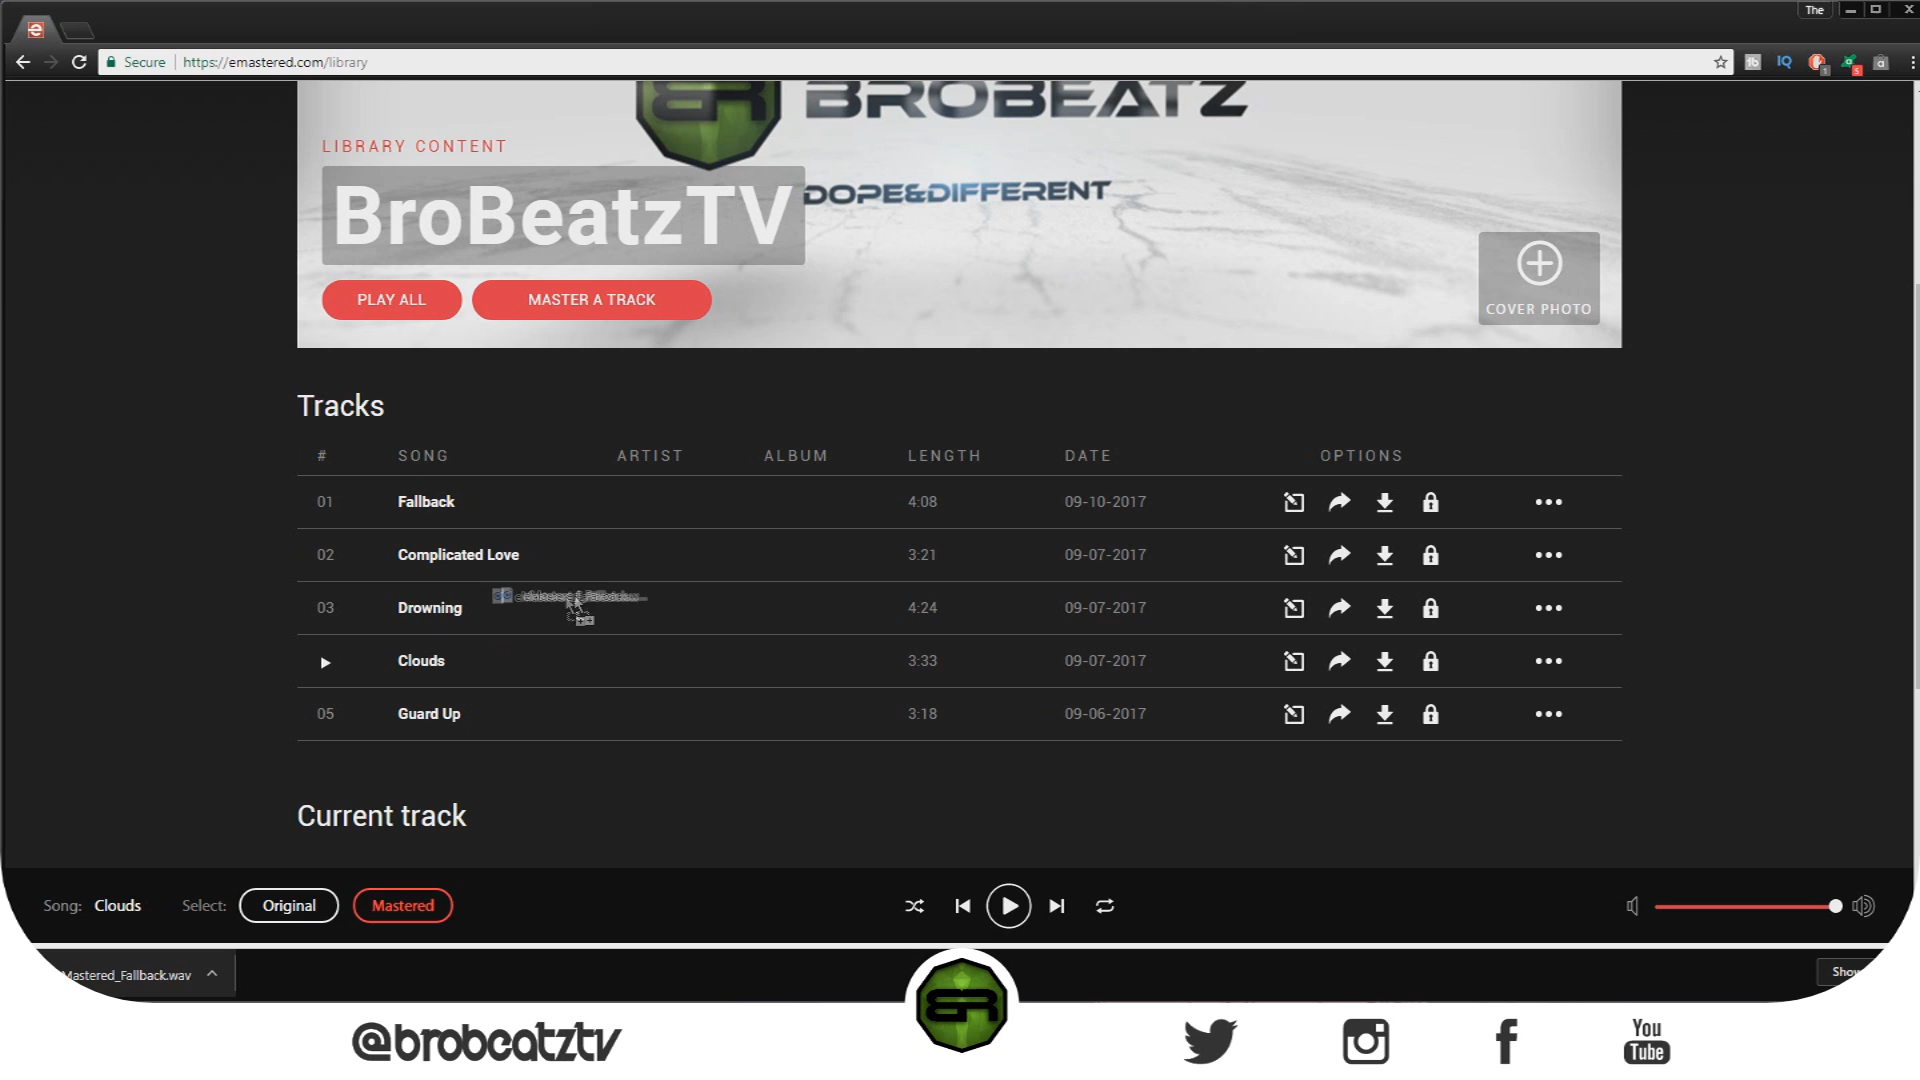 The
Secure https://emastered.com/library
BROBEATZ
DOPE&DIFFERENT
LIBRARY CONTENT
BroBeatzTV
PLAY ALL MASTER A TRACK
COVER PHOTO
Tracks
# SONG ARTIST ALBUM LENGTH DATE OPTIONS
01 Fallback 4:08 09-10-2017
02 Complicated Love 3:21 09-07-2017
03 Drowning 4:24 09-07-2017
Clouds 3:33 09-07-2017
05 Guard Up 3:18 09-06-2017
Current track
Song: Clouds Select: Original Mastered
Mastered_Fallback.wav
Show
@brobeatztv
You
Tube